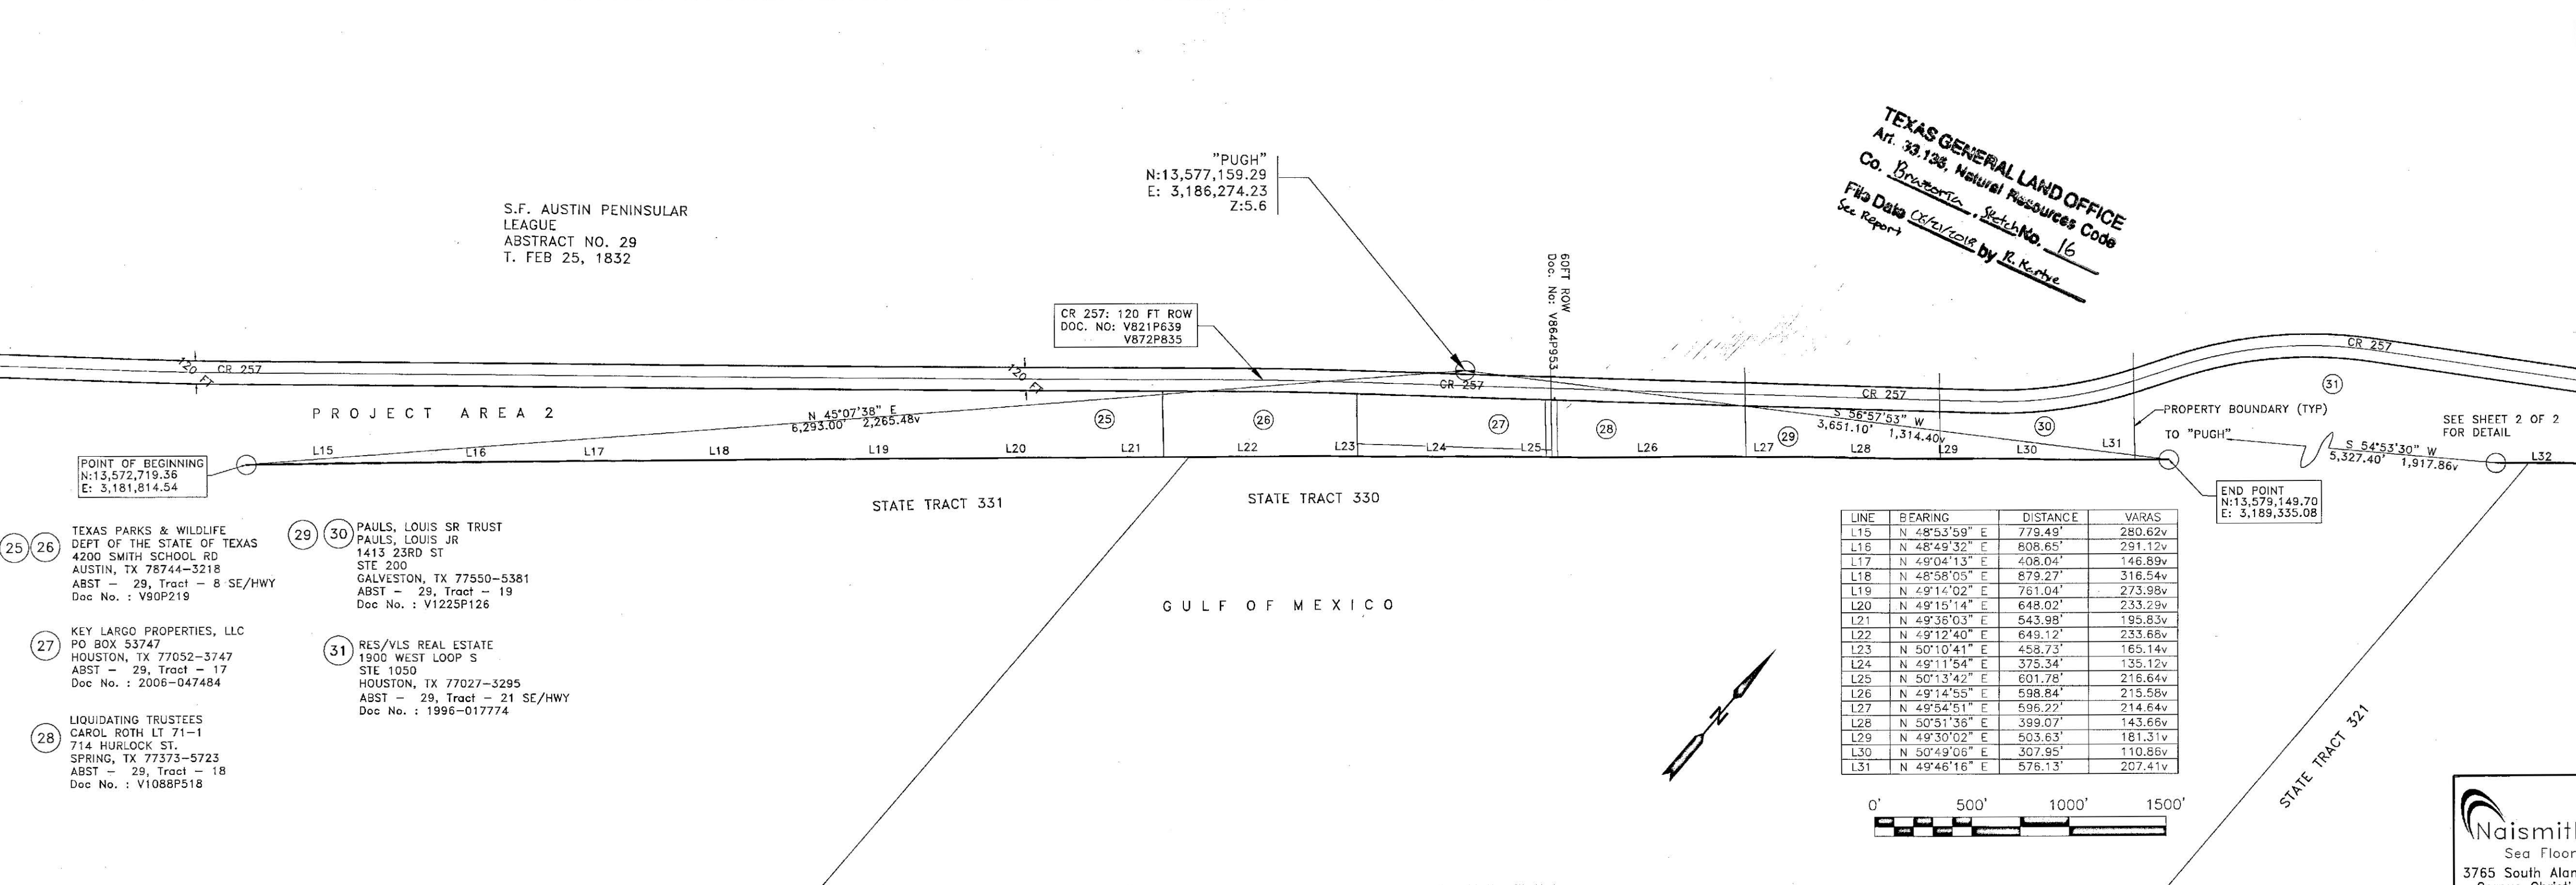 TEXAS GENERAL LAND OFFICE
Art. 33.136, Natural Resources Code
Co. Brazoria, Sketch No. 16
File Date by R. Kartye
See Report
"PUGH"
N:13,577,159.29
E: 3,186,274.23
Z:5.6
S.F. AUSTIN PENINSULAR
LEAGUE
ABSTRACT NO. 29
T. FEB 25, 1832
60FT ROW
Doc. No: V864P953
CR 257: 120 FT ROW
DOC. NO: V821P639
V872P835
120 FT
CR 257
120 FT
CR 257
CR 257
CR 257
PROJECT AREA 2
N 45°07'38" E
6,293.00' 2,265.48v
25
26
27
28
29
30
31
S 56°57'53" W
3,651.10' 1,314.40v
PROPERTY BOUNDARY (TYP)
TO "PUGH"
S 54°53'30" W
5,327.40' 1,917.86v
SEE SHEET 2 OF 2
FOR DETAIL
L15 L16 L17 L18 L19 L20 L21 L22 L23 L24 L25 L26 L27 L28 L29 L30 L31 L32
POINT OF BEGINNING
N:13,572,719.36
E: 3,181,814.54
END POINT
N:13,579,149.70
E: 3,189,335.08
STATE TRACT 331
STATE TRACT 330
STATE TRACT 321
GULF OF MEXICO
25 26
TEXAS PARKS & WILDLIFE
DEPT OF THE STATE OF TEXAS
4200 SMITH SCHOOL RD
AUSTIN, TX 78744-3218
ABST - 29, Tract - 8 SE/HWY
Doc No. : V90P219
27
KEY LARGO PROPERTIES, LLC
PO BOX 53747
HOUSTON, TX 77052-3747
ABST - 29, Tract - 17
Doc No. : 2006-047484
28
LIQUIDATING TRUSTEES
CAROL ROTH LT 71-1
714 HURLOCK ST.
SPRING, TX 77373-5723
ABST - 29, Tract - 18
Doc No. : V1088P518
29 30
PAULS, LOUIS SR TRUST
PAULS, LOUIS JR
1413 23RD ST
STE 200
GALVESTON, TX 77550-5381
ABST - 29, Tract - 19
Doc No. : V1225P126
31
RES/VLS REAL ESTATE
1900 WEST LOOP S
STE 1050
HOUSTON, TX 77027-3295
ABST - 29, Tract - 21 SE/HWY
Doc No. : 1996-017774
N
LINE BEARING DISTANCE VARAS
L15 N 48°53'59" E 779.49' 280.62v
L16 N 48°49'32" E 808.65' 291.12v
L17 N 49°04'13" E 408.04' 146.89v
L18 N 48°58'05" E 879.27' 316.54v
L19 N 49°14'02" E 761.04' 273.98v
L20 N 49°15'14" E 648.02' 233.29v
L21 N 49°36'03" E 543.98' 195.83v
L22 N 49°12'40" E 649.12' 233.68v
L23 N 50°10'41" E 458.73' 165.14v
L24 N 49°11'54" E 375.34' 135.12v
L25 N 50°13'42" E 601.78' 216.64v
L26 N 49°14'55" E 598.84' 215.58v
L27 N 49°54'51" E 596.22' 214.64v
L28 N 50°51'36" E 399.07' 143.66v
L29 N 49°30'02" E 503.63' 181.31v
L30 N 50°49'06" E 307.95' 110.86v
L31 N 49°46'16" E 576.13' 207.41v
0' 500' 1000' 1500'
Naismith
Sea Floor
3765 South Alam